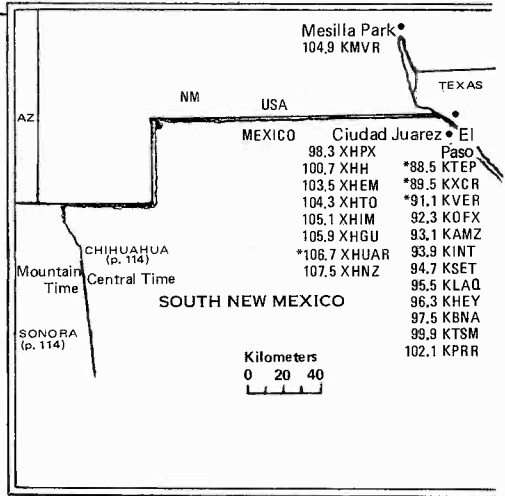 Mesilla Park
104.9 KMVR
TEXAS
NM
USA
AZ
MEXICO
Ciudad Juarez
El
Paso
98.3 XHPX
100.7 XHH
103.5 XHEM
104.3 XHTO
105.1 XHIM
105.9 XHGU
*106.7 XHUAR
107.5 XHNZ
*88.5 KTEP
*89.5 KXCR
*91.1 KVER
92.3 KOFX
93.1 KAMZ
93.9 KINT
94.7 KSET
95.5 KLAQ
96.3 KHEY
97.5 KBNA
99.9 KTSM
102.1 KPRR
CHIHUAHUA
(p. 114)
Mountain
Time
Central Time
SOUTH NEW MEXICO
SONORA
(p. 114)
Kilometers
0 20 40